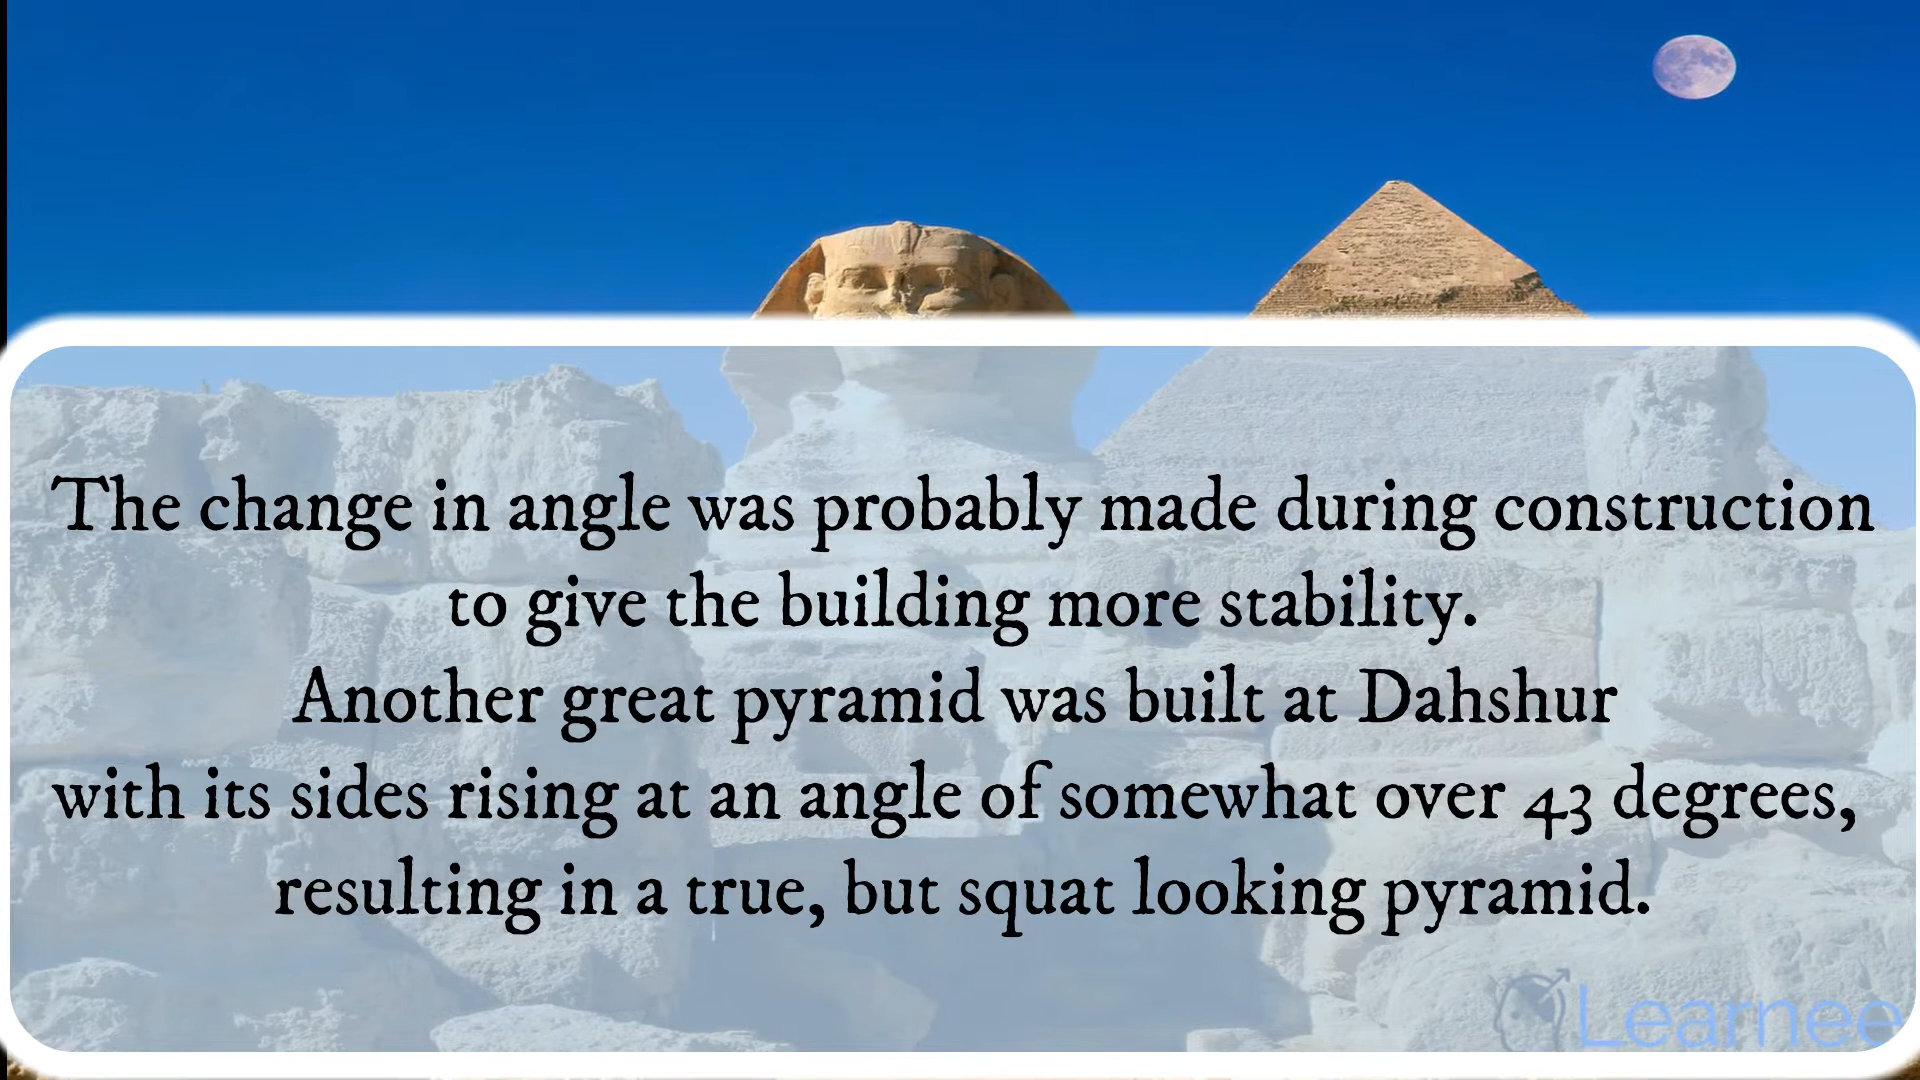 The change in angle was probably made during construction
to give the building more stability.
Another great pyramid was built at Dahshur
with its sides rising at an angle of somewhat over 43 degrees,
resulting in a true, but squat looking pyramid.
Learnee